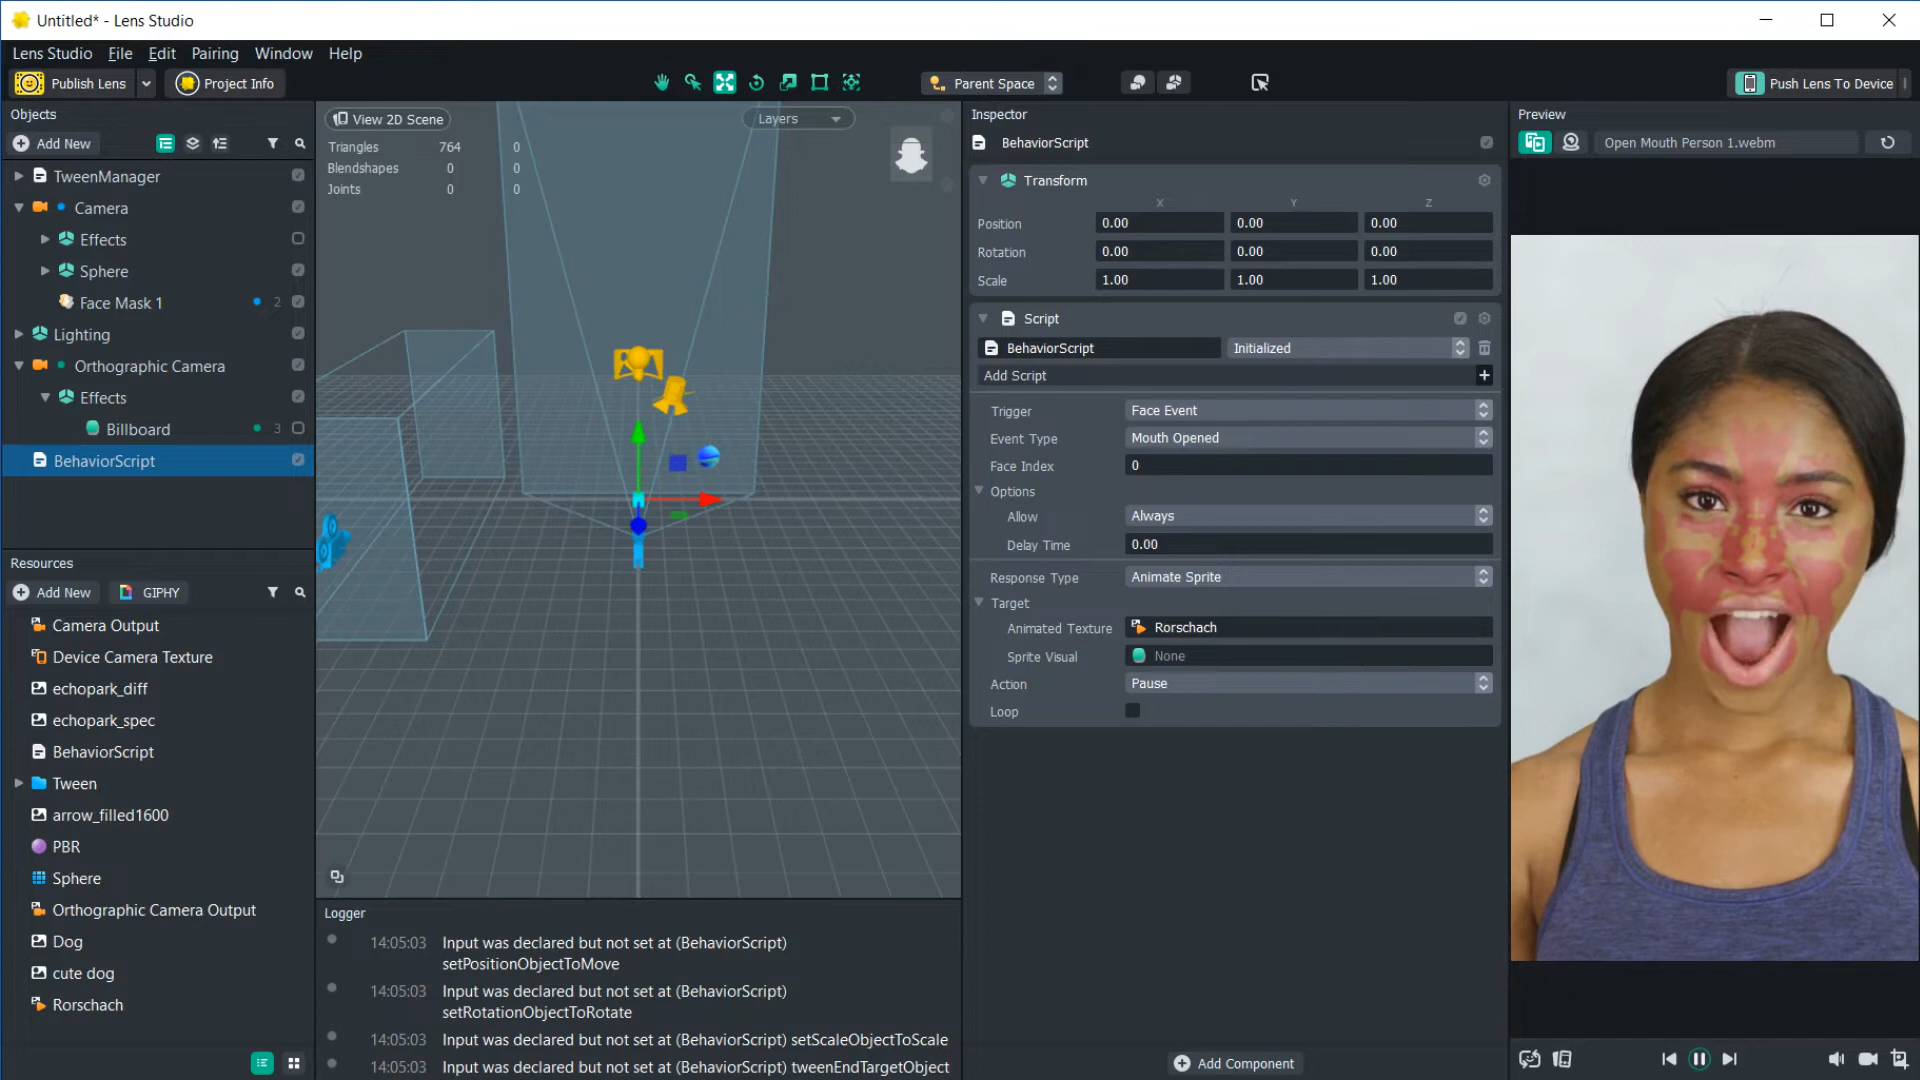 Untitled* - Lens Studio
Lens Studio File Edit Pairing Window Help
Publish Lens Project Info Parent Space Push Lens To Device
Objects
Add New
TweenManager
Camera
Effects
Sphere
Face Mask 1 2
Lighting
Orthographic Camera
Effects
Billboard 3
BehaviorScript
Resources
Add New GIPHY
Camera Output
Device Camera Texture
echopark_diff
echopark_spec
BehaviorScript
Tween
arrow_filled1600
PBR
Sphere
Orthographic Camera Output
Dog
cute dog
Rorschach
View 2D Scene Layers
Triangles 764 0
Blendshapes 0 0
Joints 0 0
Logger
14:05:03 Input was declared but not set at (BehaviorScript)
setPositionObjectToMove
14:05:03 Input was declared but not set at (BehaviorScript)
setRotationObjectToRotate
14:05:03 Input was declared but not set at (BehaviorScript) setScaleObjectToScale
14:05:03 Input was declared but not set at (BehaviorScript) tweenEndTargetObject
Inspector
BehaviorScript
Transform
X Y Z
Position 0.00 0.00 0.00
Rotation 0.00 0.00 0.00
Scale 1.00 1.00 1.00
Script
BehaviorScript Initialized
Add Script
Trigger Face Event
Event Type Mouth Opened
Face Index 0
Options
Allow Always
Delay Time 0.00
Response Type Animate Sprite
Target
Animated Texture Rorschach
Sprite Visual None
Action Pause
Loop
Add Component
Preview
Open Mouth Person 1.webm